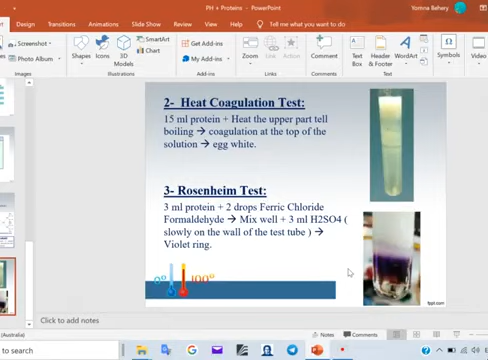 PH + Proteins
Yomna Behery
Design
Transitions
Animations
Slide Show
Review
View
Help
Tell me what you want to do
Screenshot
Photo Album
Images
Shapes
Icons
3D
Models
SmartArt
Chart
Illustrations
Get Add-ins
My Add-ins
Add-ins
Zoom
Link
Action
Links
Comment
Comments
Text
Box
Header
& Footer
WordArt
Text
Symbols
Video
2- Heat Coagulation Test:
15 ml protein + Heat the upper part tell
boiling → coagulation at the top of the
solution → egg white.
3- Rosenheim Test:
3 ml protein + 2 drops Ferric Chloride
Formaldehyde → Mix well + 3 ml H2SO4 (
slowly on the wall of the test tube ) →
Violet ring.
0° 100°
fppt.com
Click to add notes
(Australia)
Notes
Comments
to search